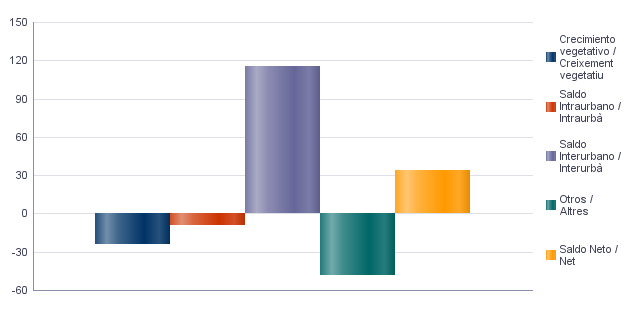 150
120
90
60
30
0
-30
-60
Crecimiento
vegetativo /
Creixement
vegetatiu
Saldo
Intraurbano /
Intraurbà
Saldo
Interurbano /
Interurbà
Otros /
Altres
Saldo Neto /
Net